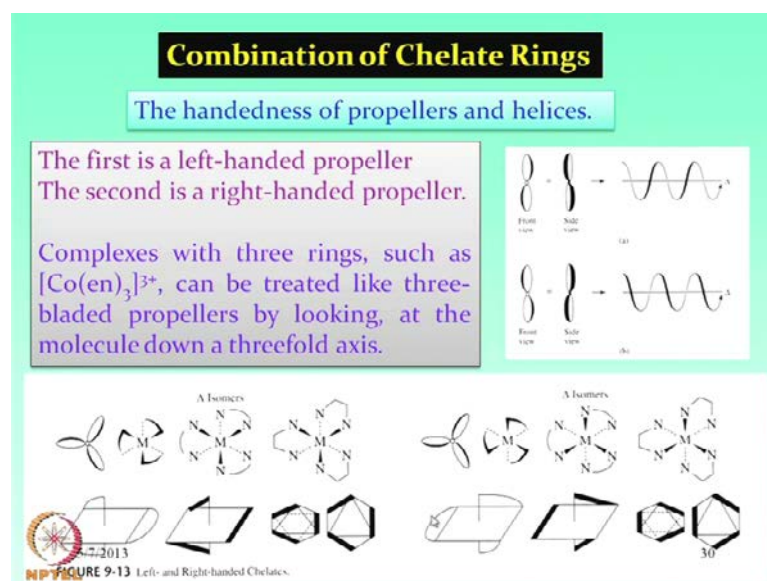 Combination of Chelate Rings
The handedness of propellers and helices.
The first is a left-handed propeller
The second is a right-handed propeller.
Complexes with three rings, such as
[Co(en)3]3+, can be treated like three-
bladed propellers by looking, at the
molecule down a threefold axis.
Front view
Side view
(a)
Front view
Side view
(b)
Isomers
M
N N N M N N N
N N N M N N N
Isomers
M
N N N M N N N
N N N M N N N
/7/2013
30
NPTEL
FIGURE 9-13 Left- and Right-handed Chelates.